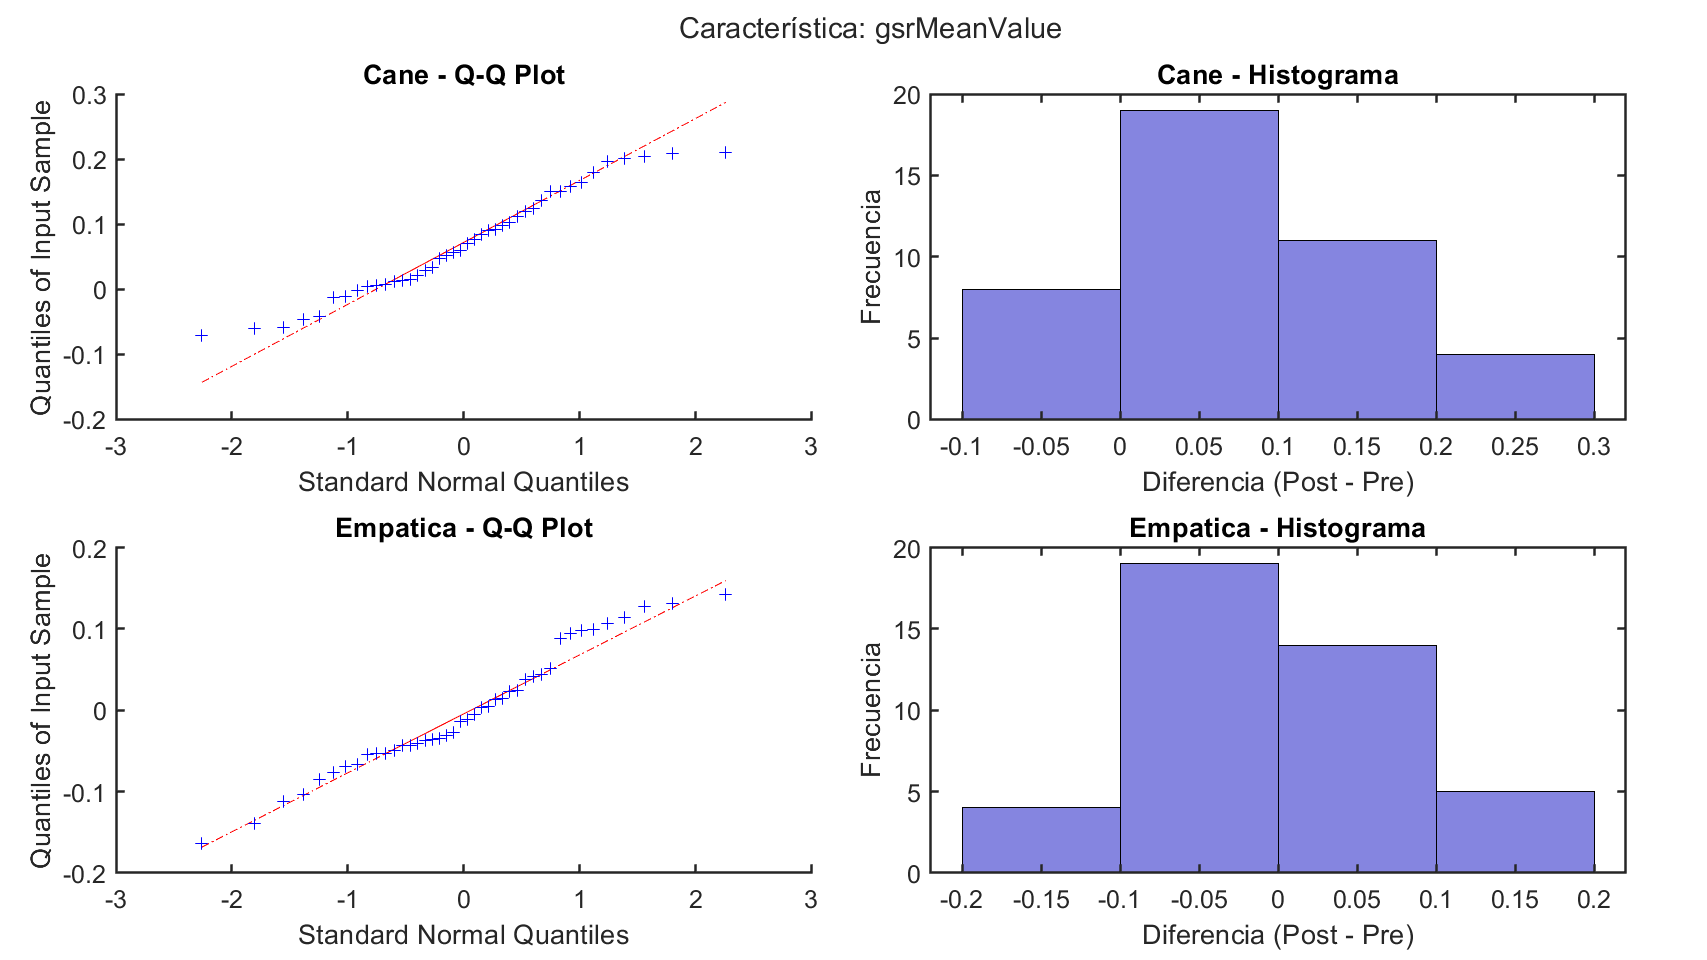 Característica: gsrMeanValue
Cane - Q-Q Plot
Quantiles of Input Sample
0.3
0.2
0.1
0
-0.1
-0.2
-3 -2 -1 0 1 2 3
Standard Normal Quantiles
Cane - Histograma
Frecuencia
20
15
10
5
0
-0.1 -0.05 0 0.05 0.1 0.15 0.2 0.25 0.3
Diferencia (Post - Pre)
Empatica - Q-Q Plot
Quantiles of Input Sample
0.2
0.1
0
-0.1
-0.2
-3 -2 -1 0 1 2 3
Standard Normal Quantiles
Empatica - Histograma
Frecuencia
20
15
10
5
0
-0.2 -0.15 -0.1 -0.05 0 0.05 0.1 0.15 0.2
Diferencia (Post - Pre)